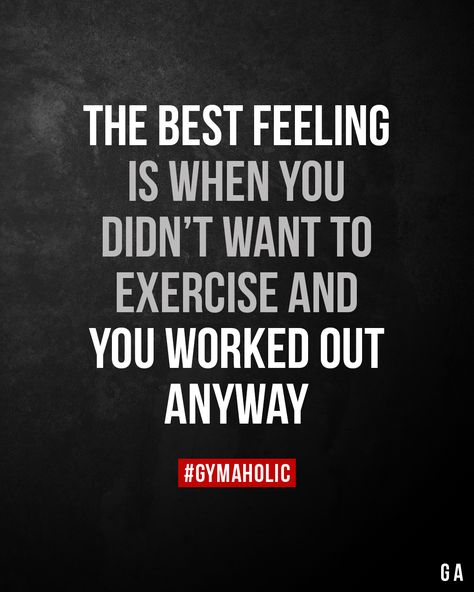 THE BEST FEELING
IS WHEN YOU
DIDN’T WANT TO
EXERCISE AND
YOU WORKED OUT
ANYWAY
#GYMAHOLIC
GA